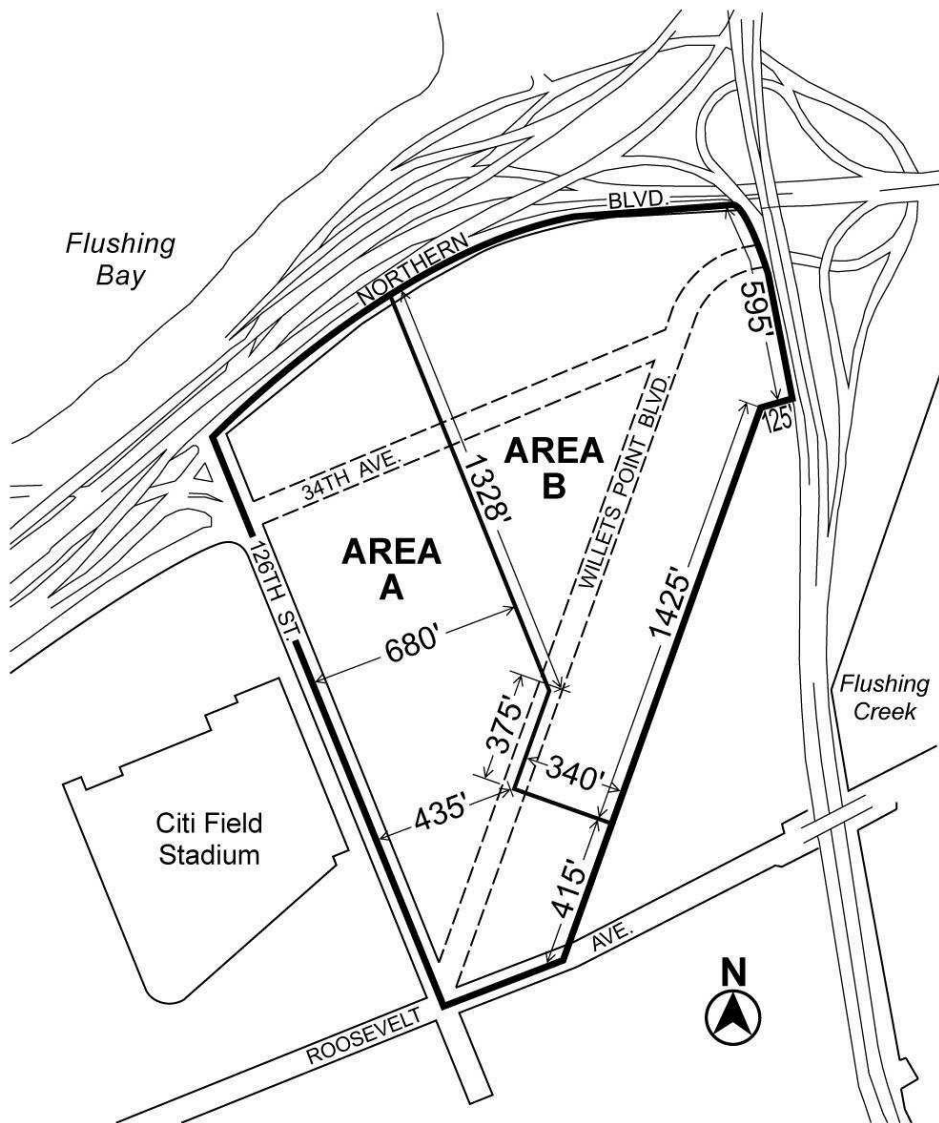 BLVD.
NORTHERN
Flushing
Bay
595'
125'
WILLETS POINT BLVD.
34TH AVE.
1328'
AREA
B
AREA
A
126TH ST.
1425'
680'
Flushing
Creek
375'
340'
435'
Citi Field
Stadium
415'
AVE.
N
ROOSEVELT